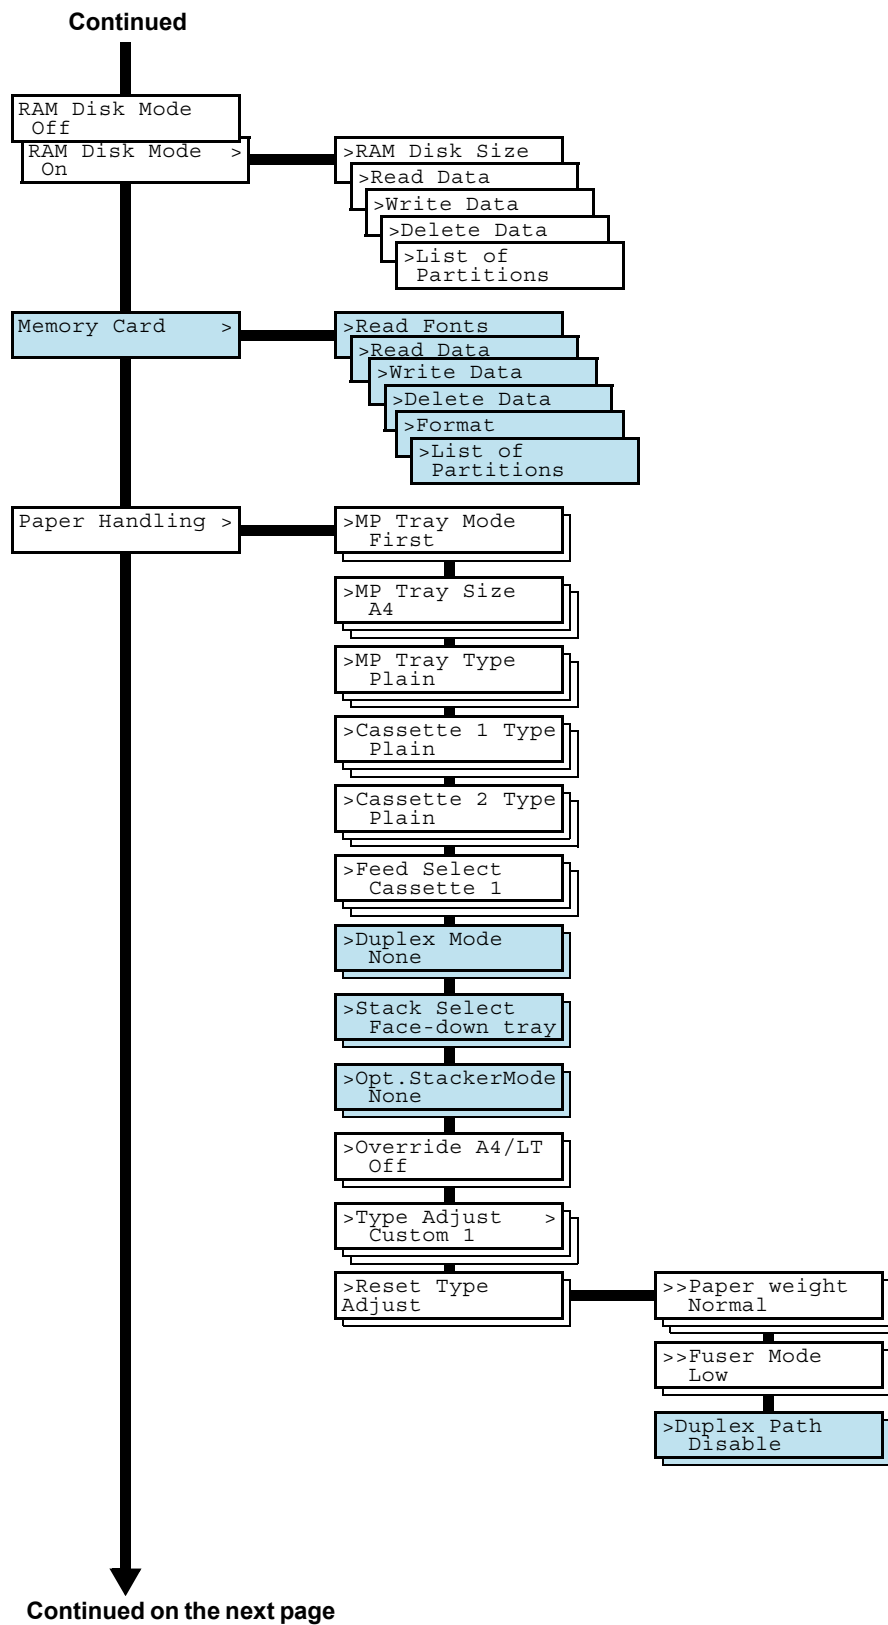 Continued
RAM Disk Mode
Off
RAM Disk Mode >
On
>RAM Disk Size
>Read Data
>Write Data
>Delete Data
>List of
Partitions
Memory Card >
>Read Fonts
>Read Data
>Write Data
>Delete Data
>Format
>List of
Partitions
Paper Handling >
>MP Tray Mode
First
>MP Tray Size
A4
>MP Tray Type
Plain
>Cassette 1 Type
Plain
>Cassette 2 Type
Plain
>Feed Select
Cassette 1
>Duplex Mode
None
>Stack Select
Face-down tray
>Opt.StackerMode
None
>Override A4/LT
Off
>Type Adjust >
Custom 1
>Reset Type
Adjust
>>Paper weight
Normal
>>Fuser Mode
Low
>Duplex Path
Disable
Continued on the next page